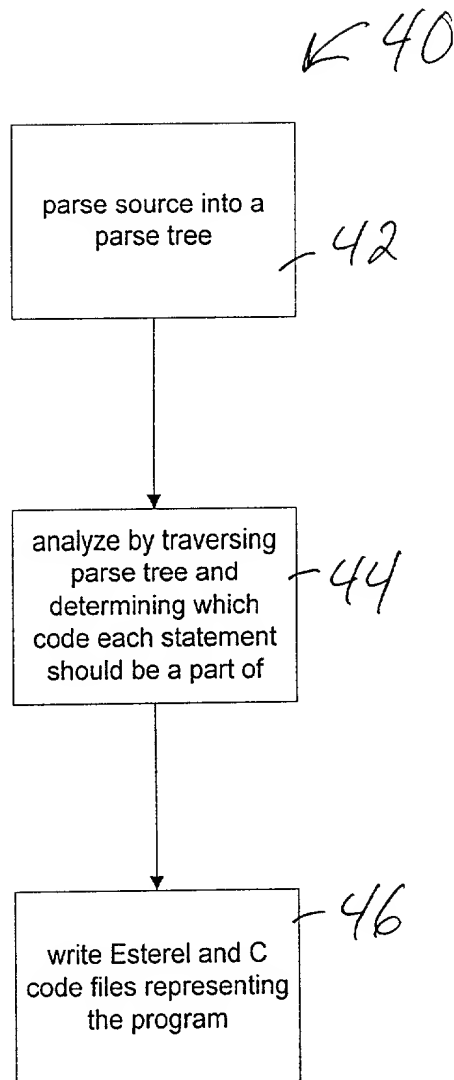 40
parse source into a
parse tree
42
analyze by traversing
parse tree and
determining which
code each statement
should be a part of
44
46
write Esterel and C
code files representing
the program